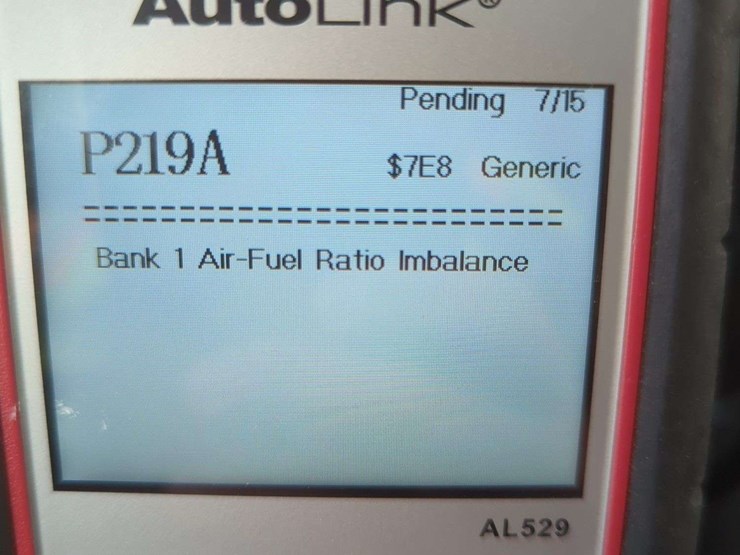 AutoLink®
Pending 7/15
P219A
$7E8 Generic
============================
Bank 1 Air-Fuel Ratio Imbalance
AL529